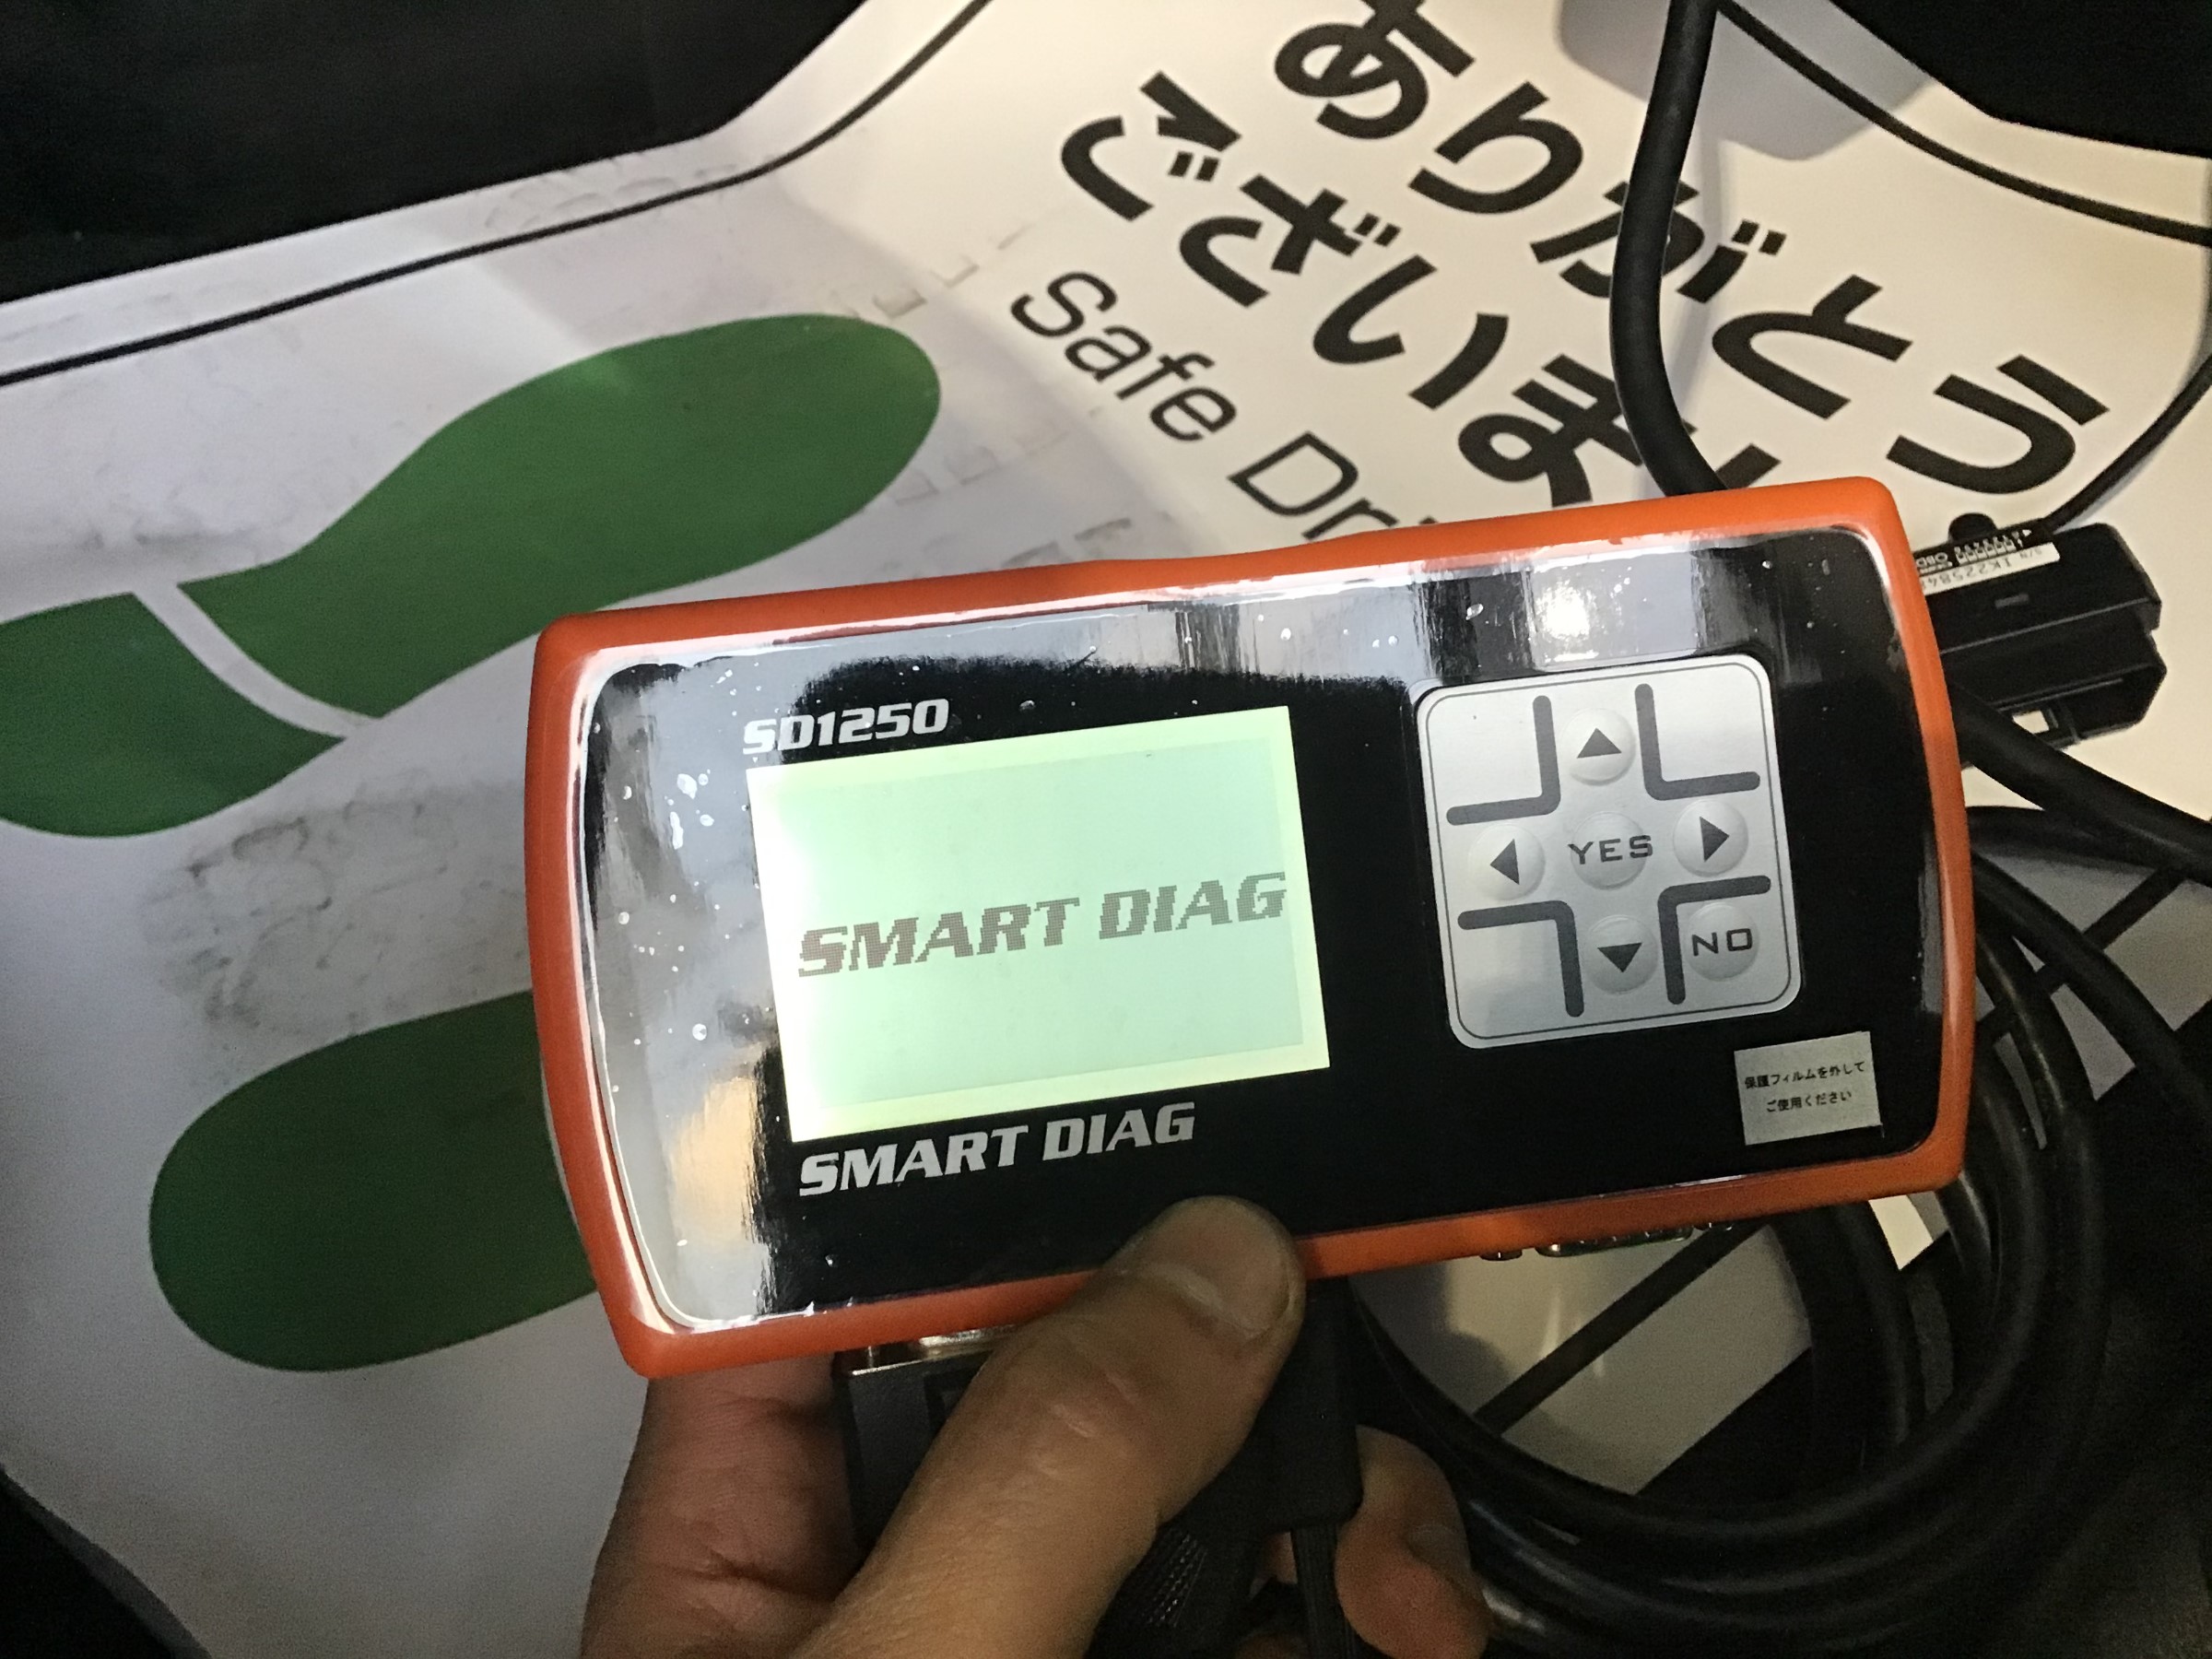 ありがとう
ございま
Safe Dri
SD1250
SMART DIAG
YES
NO
SMART DIAG
保護フィルムを外して
ご使用ください